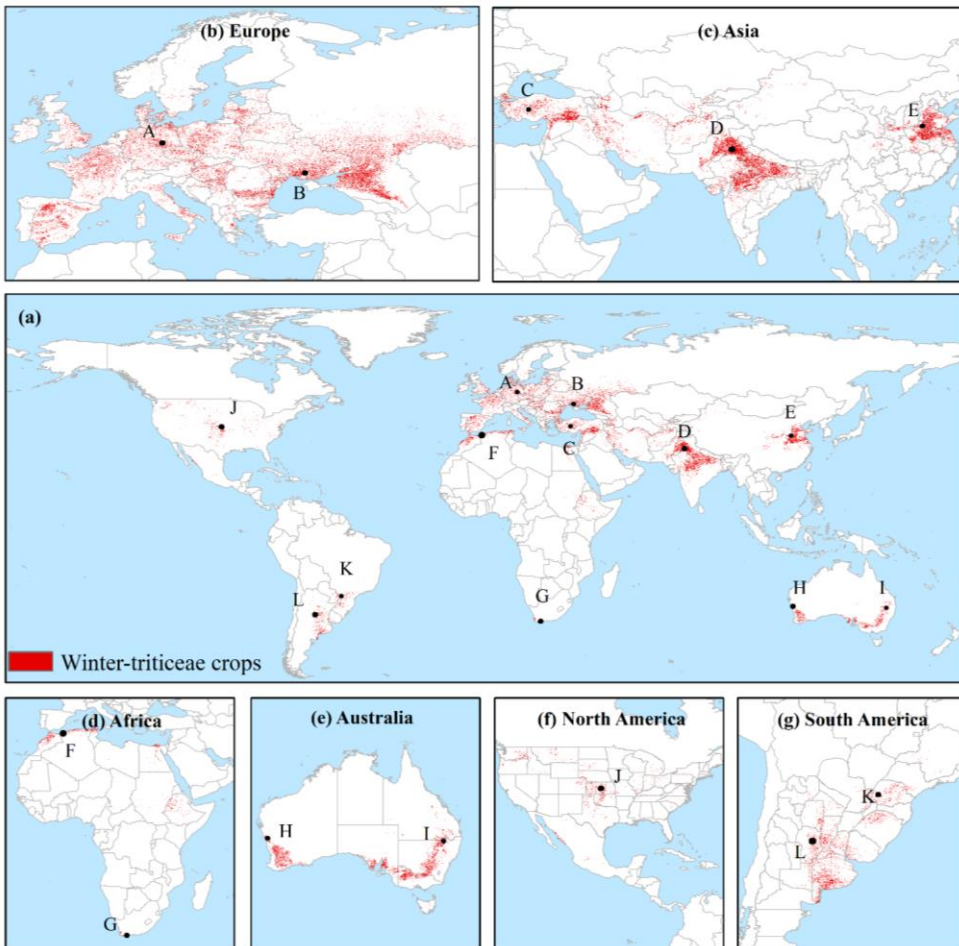 (b) Europe
A
B
(c) Asia
C
D
E
(a)
J
A
B
E
D
F
C
K
L
G
H
I
Winter-triticeae crops
(d) Africa
F
G
(e) Australia
H
I
(f) North America
J
(g) South America
K
L